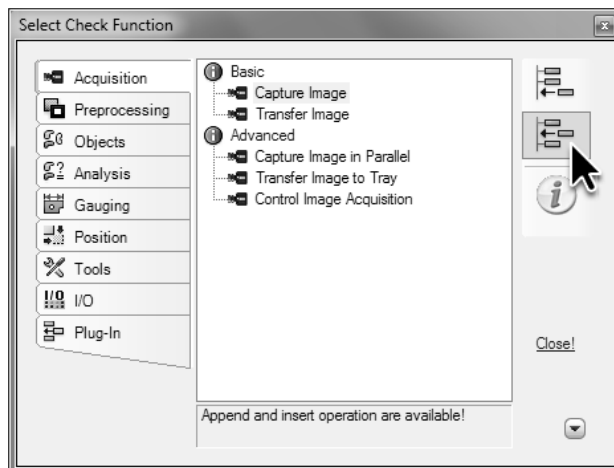 Select Check Function
Acquisition
Preprocessing
Objects
Analysis
Gauging
Position
Tools
I/O
Plug-In
Basic
Capture Image
Transfer Image
Advanced
Capture Image in Parallel
Transfer Image to Tray
Control Image Acquisition
Close!
Append and insert operation are available!